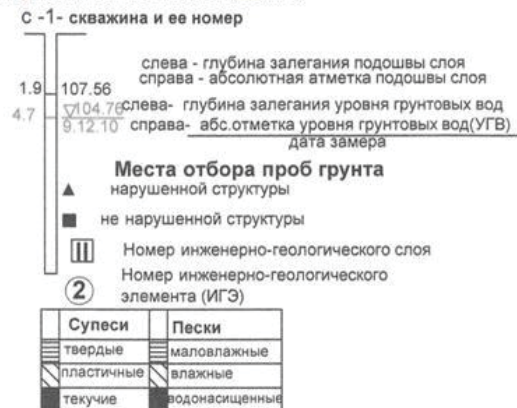 С -1- скважина и ее номер
слева - глубина залегания подошвы слоя
справа - абсолютная атметка подошвы слоя
1.9 107.56
слева- глубина залегания уровня грунтовых вод
4.7 104.76
9.12.10 справа- абс.отметка уровня грунтовых вод(УГВ)
дата замера
Места отбора проб грунта
нарушенной структуры
не нарушенной структуры
II Номер инженерно-геологического слоя
2 Номер инженерно-геологического
элемента (ИГЭ)
Супеси Пески
твердые маловлажные
пластичные влажные
текучие водонасищенные